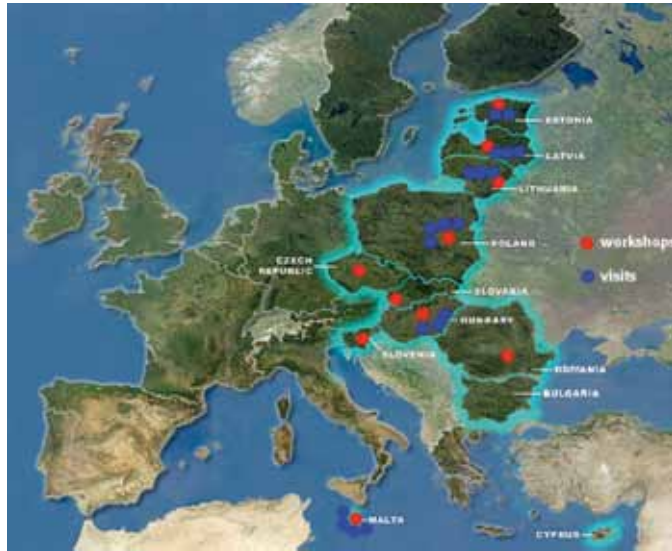 ESTONIA
LATVIA
LITHUANIA
POLAND
workshops
CZECH
REPUBLIC
visits
SLOVAKIA
HUNGARY
SLOVENIA
ROMANIA
BULGARIA
MALTA
CYPRUS